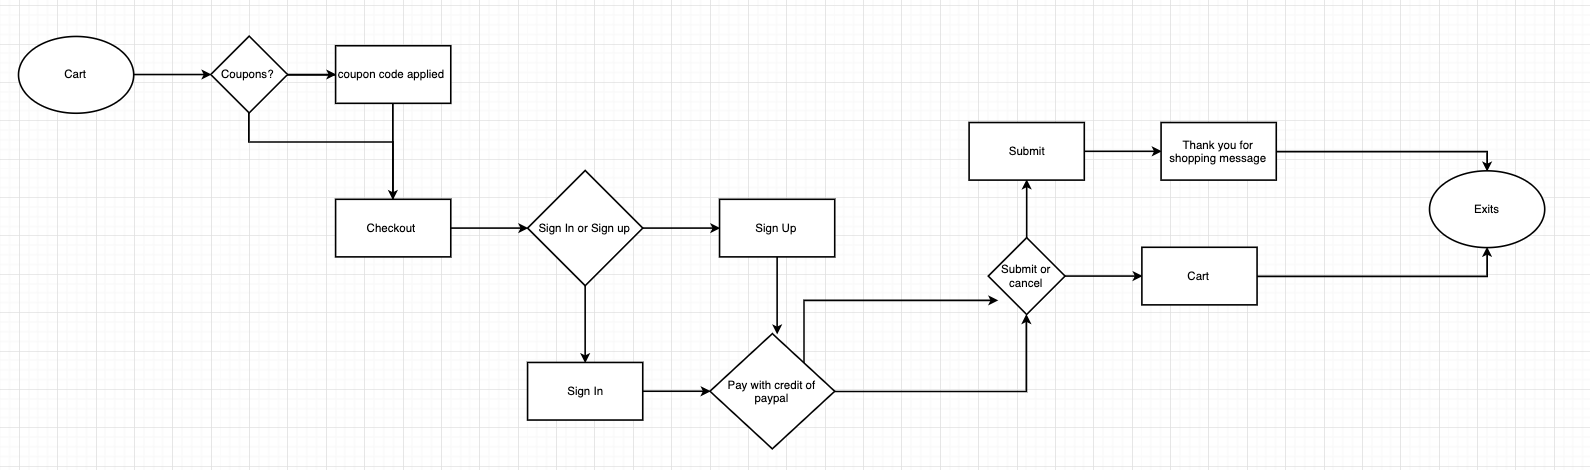 Cart
Coupons?
coupon code applied
Checkout
Sign In or Sign up
Sign Up
Sign In
Pay with credit of
paypal
Submit or
cancel
Submit
Thank you for
shopping message
Cart
Exits